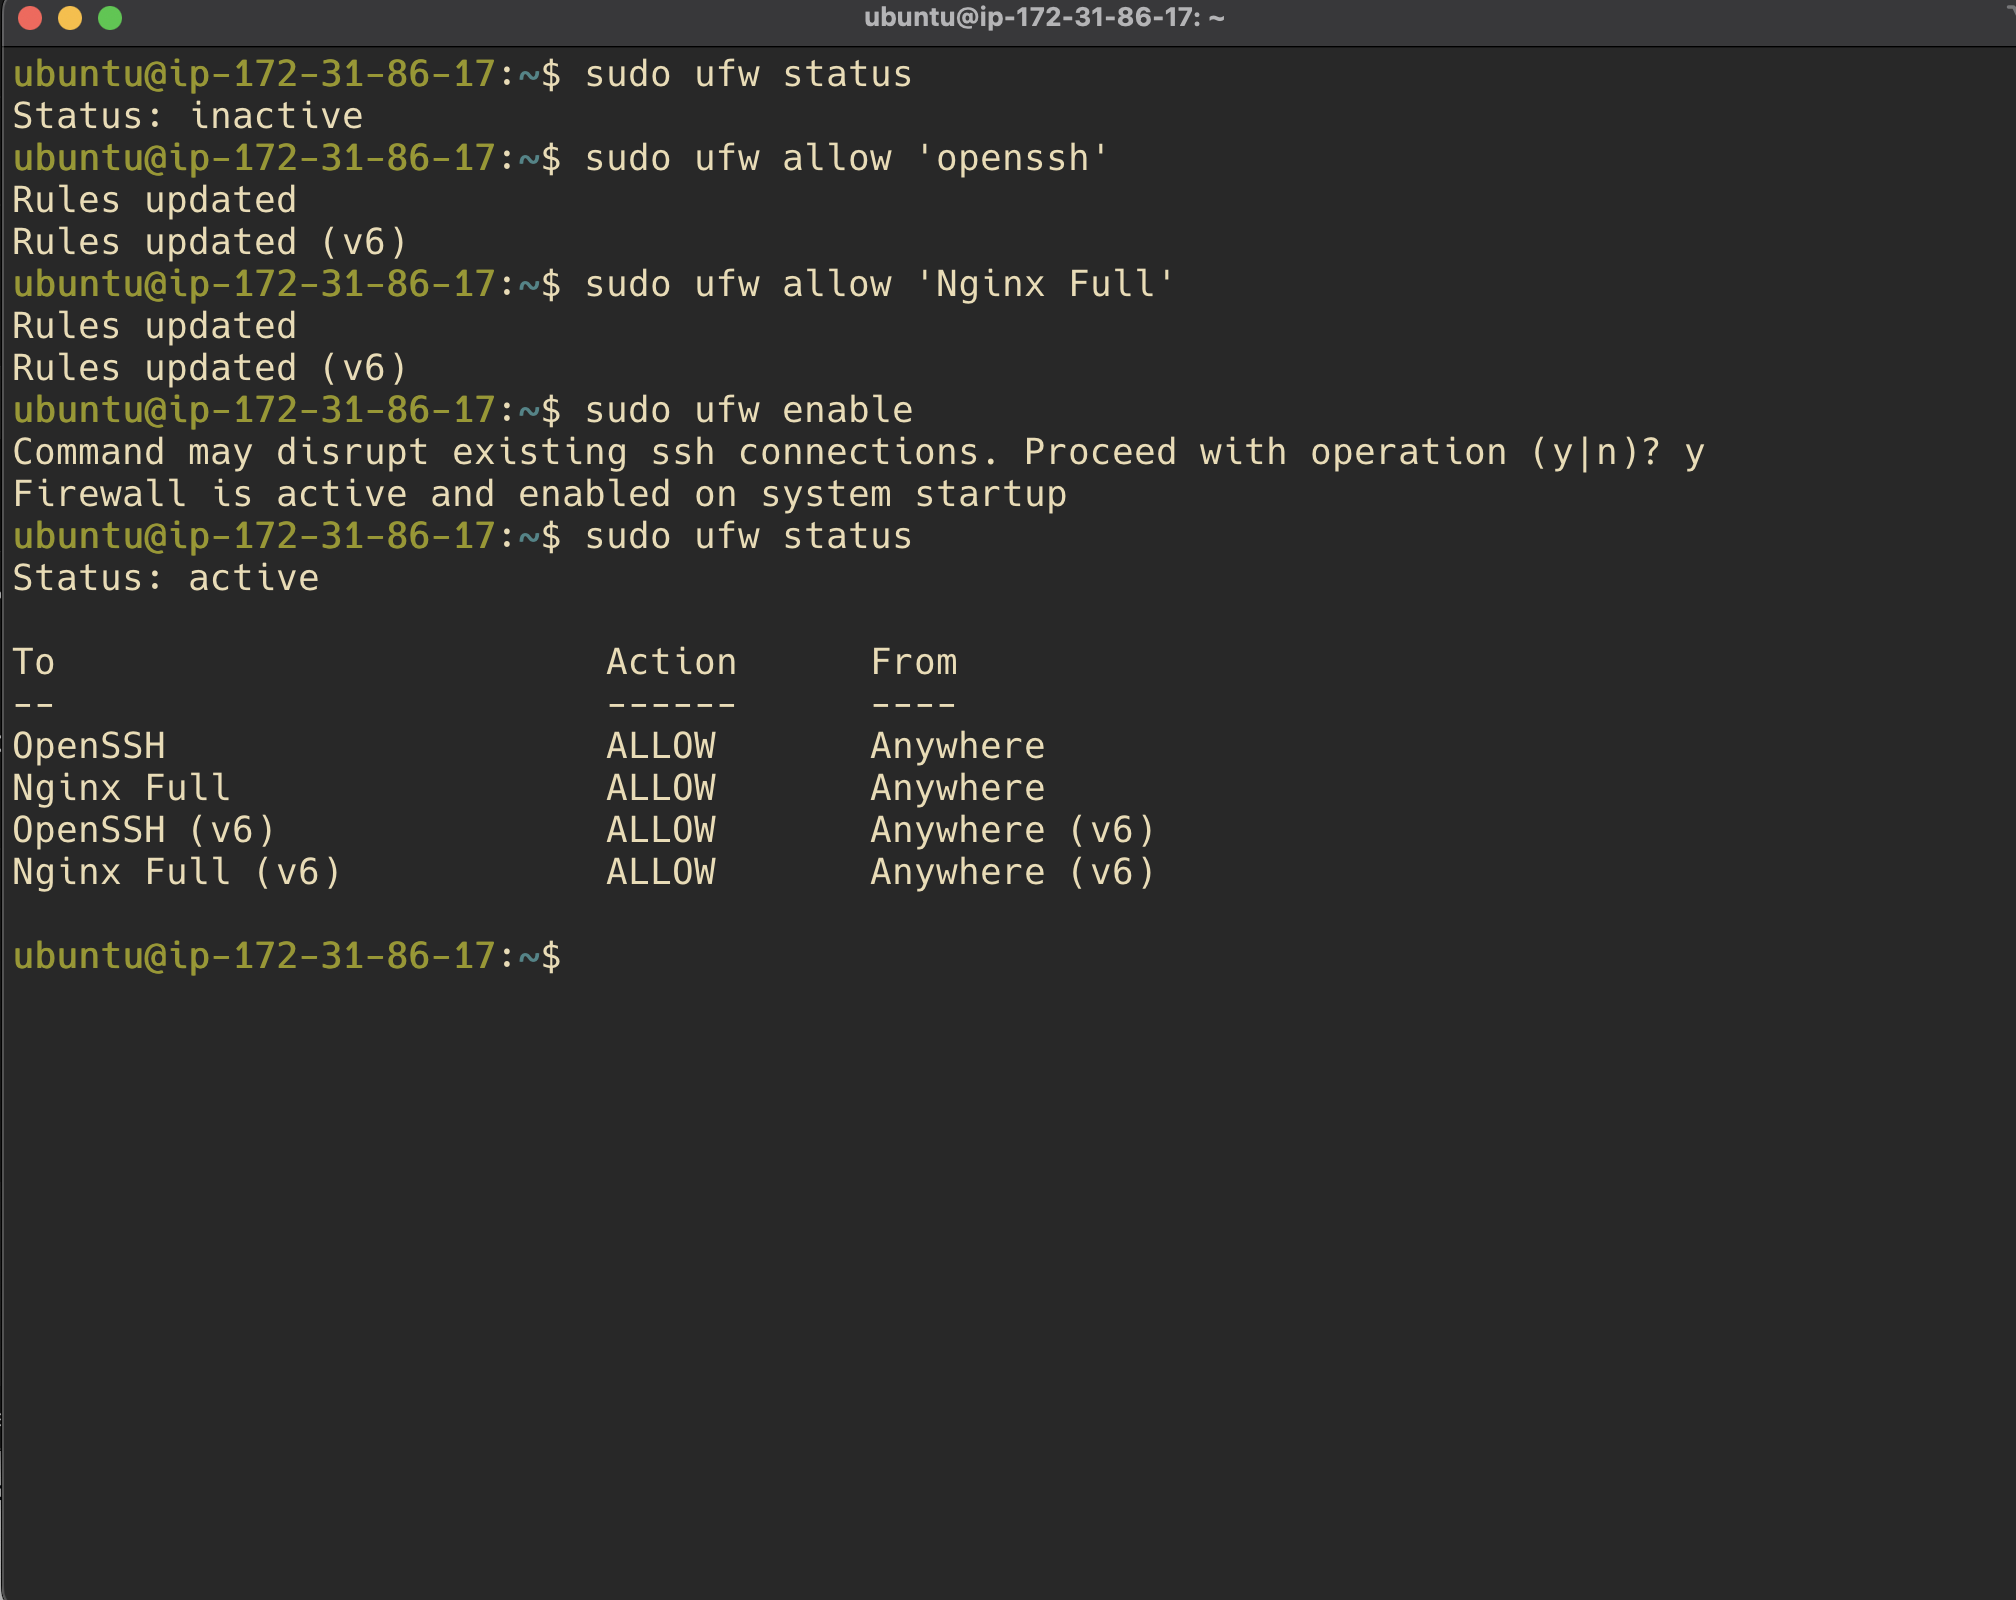 ubuntu@ip-172-31-86-17: ~
ubuntu@ip-172-31-86-17:~$ sudo ufw status
Status: inactive
ubuntu@ip-172-31-86-17:~$ sudo ufw allow 'openssh'
Rules updated
Rules updated (v6)
ubuntu@ip-172-31-86-17:~$ sudo ufw allow 'Nginx Full'
Rules updated
Rules updated (v6)
ubuntu@ip-172-31-86-17:~$ sudo ufw enable
Command may disrupt existing ssh connections. Proceed with operation (y|n)? y
Firewall is active and enabled on system startup
ubuntu@ip-172-31-86-17:~$ sudo ufw status
Status: active
To                         Action      From
--                         ------      ----
OpenSSH                    ALLOW       Anywhere
Nginx Full                 ALLOW       Anywhere
OpenSSH (v6)               ALLOW       Anywhere (v6)
Nginx Full (v6)            ALLOW       Anywhere (v6)
ubuntu@ip-172-31-86-17:~$